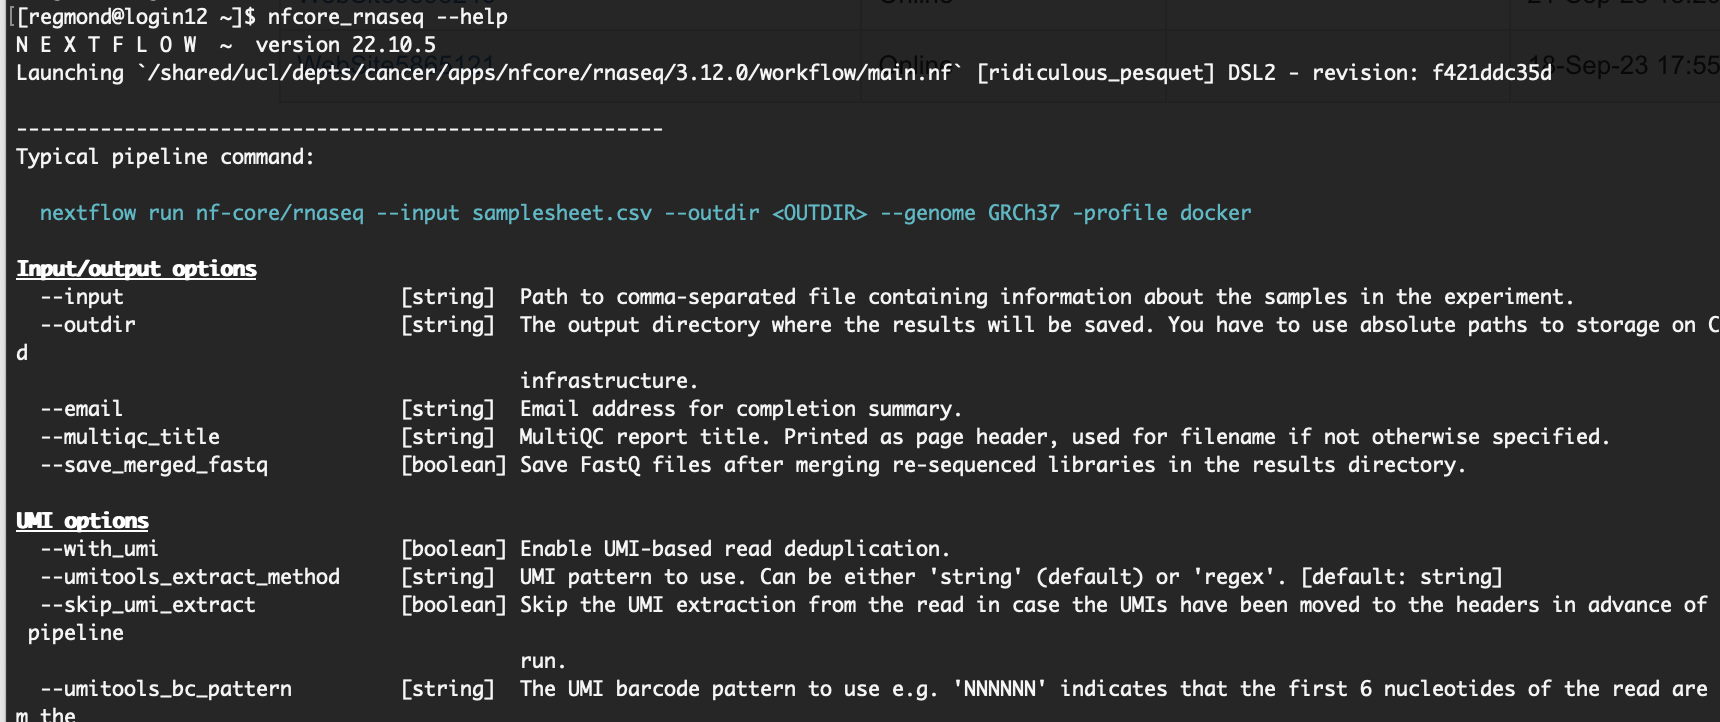 [[regmond@login12 ~]$ nfcore_rnaseq --help
N E X T F L O W  ~  version 22.10.5
Launching `/shared/ucl/depts/cancer/apps/nfcore/rnaseq/3.12.0/workflow/main.nf` [ridiculous_pesquet] DSL2 - revision: f421ddc35d
WebSite5865121 Online 18-Sep-23 17:55
------------------------------------------------------
Typical pipeline command:
nextflow run nf-core/rnaseq --input samplesheet.csv --outdir <OUTDIR> --genome GRCh37 -profile docker
Input/output options
--input [string] Path to comma-separated file containing information about the samples in the experiment.
--outdir [string] The output directory where the results will be saved. You have to use absolute paths to storage on C
d
infrastructure.
--email [string] Email address for completion summary.
--multiqc_title [string] MultiQC report title. Printed as page header, used for filename if not otherwise specified.
--save_merged_fastq [boolean] Save FastQ files after merging re-sequenced libraries in the results directory.
UMI options
--with_umi [boolean] Enable UMI-based read deduplication.
--umitools_extract_method [string] UMI pattern to use. Can be either 'string' (default) or 'regex'. [default: string]
--skip_umi_extract [boolean] Skip the UMI extraction from the read in case the UMIs have been moved to the headers in advance of
pipeline
run.
--umitools_bc_pattern [string] The UMI barcode pattern to use e.g. 'NNNNNN' indicates that the first 6 nucleotides of the read are
m the